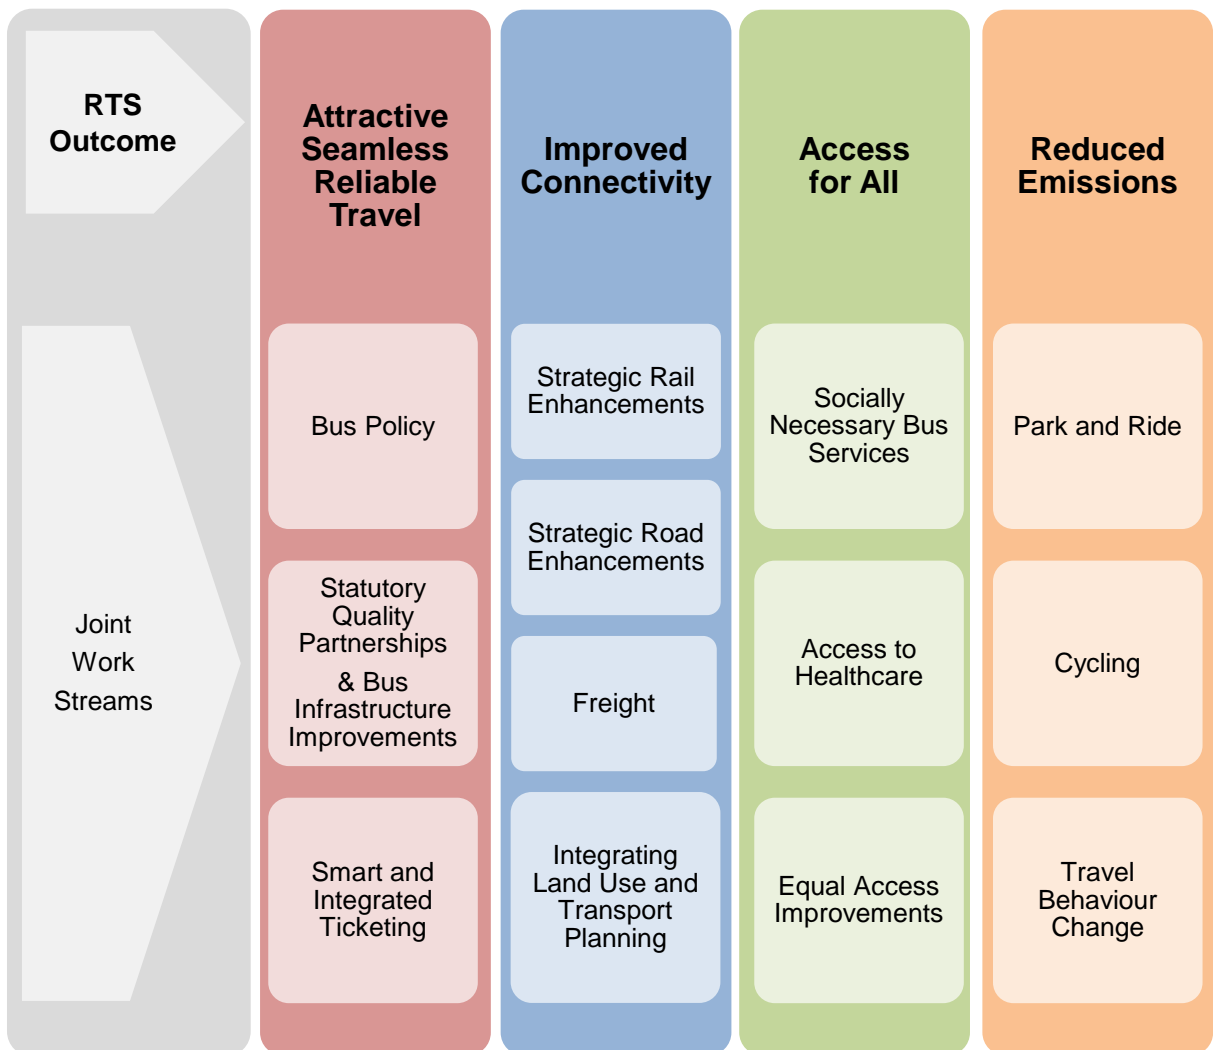 RTS
Outcome
Attractive
Seamless
Reliable
Travel
Improved
Connectivity
Access
for All
Reduced
Emissions
Joint
Work
Streams
Bus Policy
Statutory
Quality
Partnerships
& Bus
Infrastructure
Improvements
Smart and
Integrated
Ticketing
Strategic Rail
Enhancements
Strategic Road
Enhancements
Freight
Integrating
Land Use and
Transport
Planning
Socially
Necessary Bus
Services
Access to
Healthcare
Equal Access
Improvements
Park and Ride
Cycling
Travel
Behaviour
Change